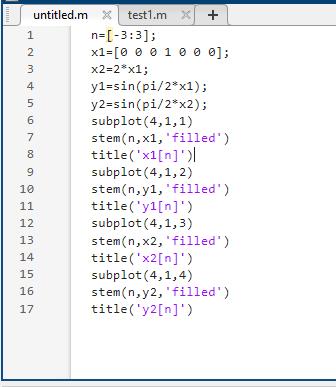 untitled.m × test1.m × +
1 n=[-3:3];
2 x1=[0 0 0 1 0 0 0];
3 x2=2*x1;
4 y1=sin(pi/2*x1);
5 y2=sin(pi/2*x2);
6 subplot(4,1,1)
7 stem(n,x1,'filled')
8 title('x1[n]')
9 subplot(4,1,2)
10 stem(n,y1,'filled')
11 title('y1[n]')
12 subplot(4,1,3)
13 stem(n,x2,'filled')
14 title('x2[n]')
15 subplot(4,1,4)
16 stem(n,y2,'filled')
17 title('y2[n]')